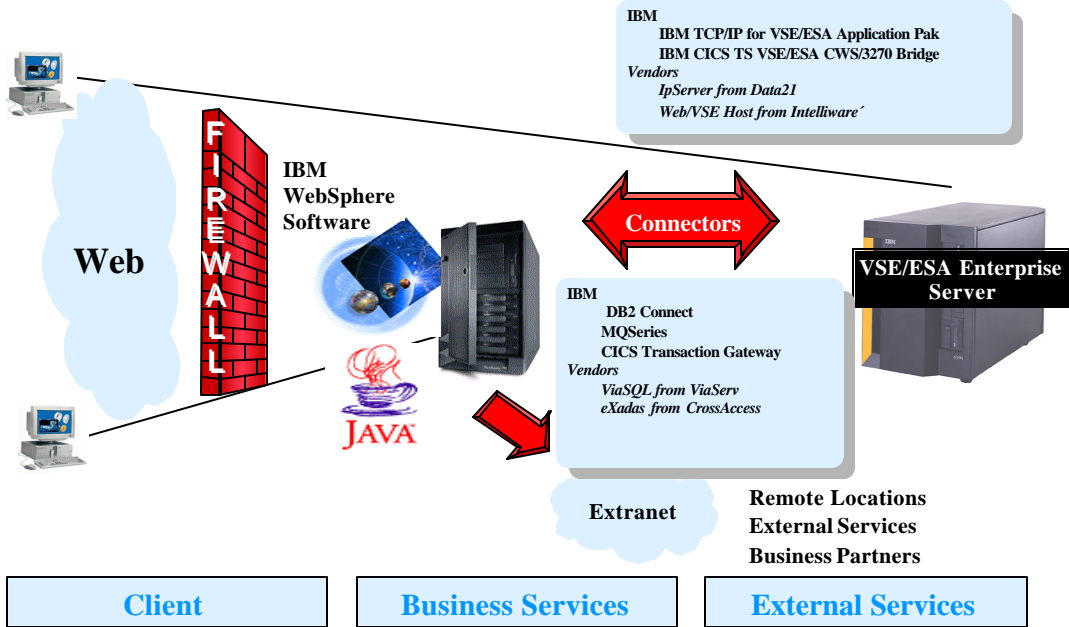 IBM
IBM TCP/IP for VSE/ESA Application Pak
IBM CICS TS VSE/ESA CWS/3270 Bridge
Vendors
IpServer from Data21
Web/VSE Host from Intelliware´
Web
FIREWALL
IBM
WebSphere
Software
JAVA
Connectors
IBM
VSE/ESA Enterprise
Server
IBM
DB2 Connect
MQSeries
CICS Transaction Gateway
Vendors
ViaSQL from ViaServ
eXadas from CrossAccess
Extranet
Remote Locations
External Services
Business Partners
Client
Business Services
External Services